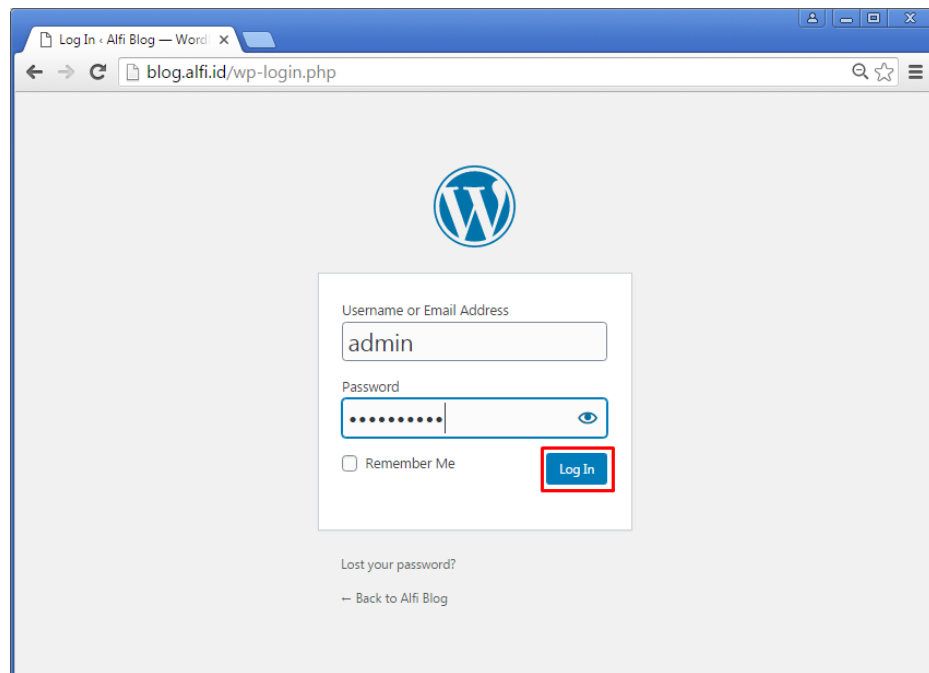 Log In ‹ Alfi Blog — Word
blog.alfi.id/wp-login.php
Username or Email Address
admin
Password
••••••••••
Remember Me
Log In
Lost your password?
← Back to Alfi Blog